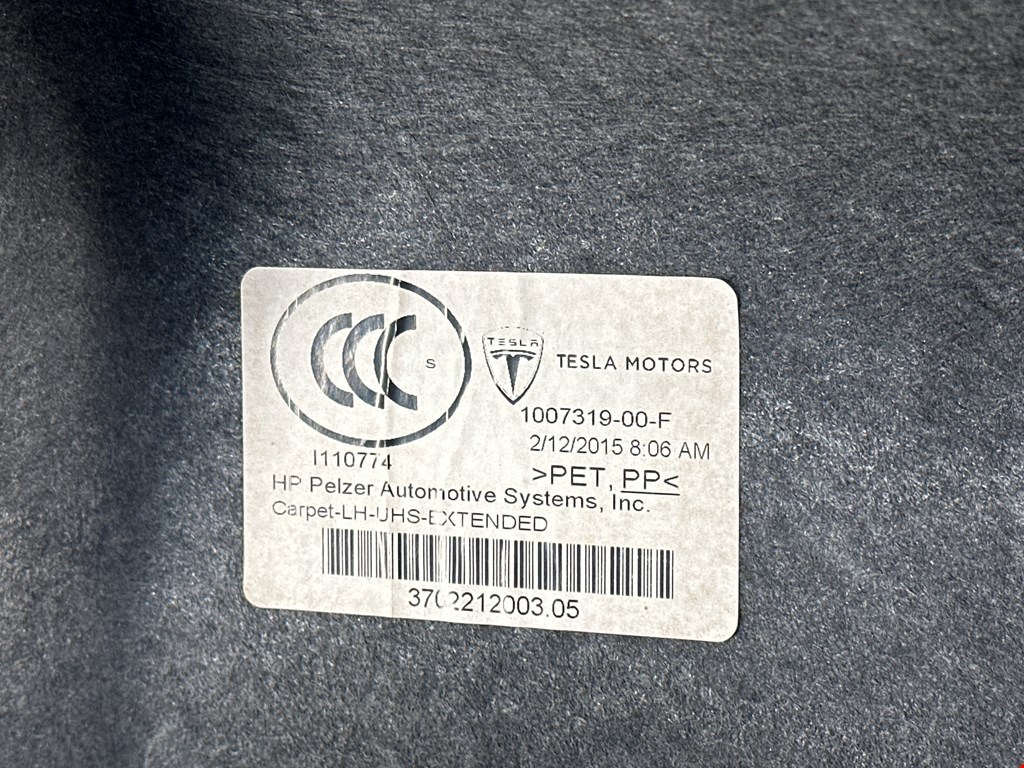 CCC S
TESLA
TESLA MOTORS
1007319-00-F
2/12/2015 8:06 AM
I110774
>PET, PP<
HP Pelzer Automotive Systems, Inc.
Carpet-LH-UHS-EXTENDED
3702212003.05